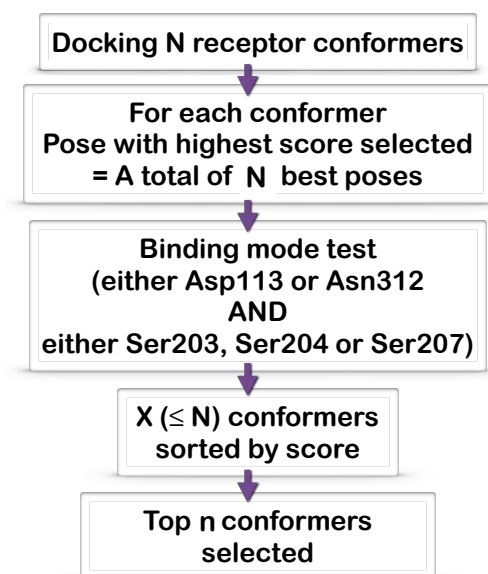 Docking N receptor conformers
For each conformer
Pose with highest score selected
= A total of N best poses
Binding mode test
(either Asp113 or Asn312
AND
either Ser203, Ser204 or Ser207)
X (≤ N) conformers
sorted by score
Top n conformers
selected